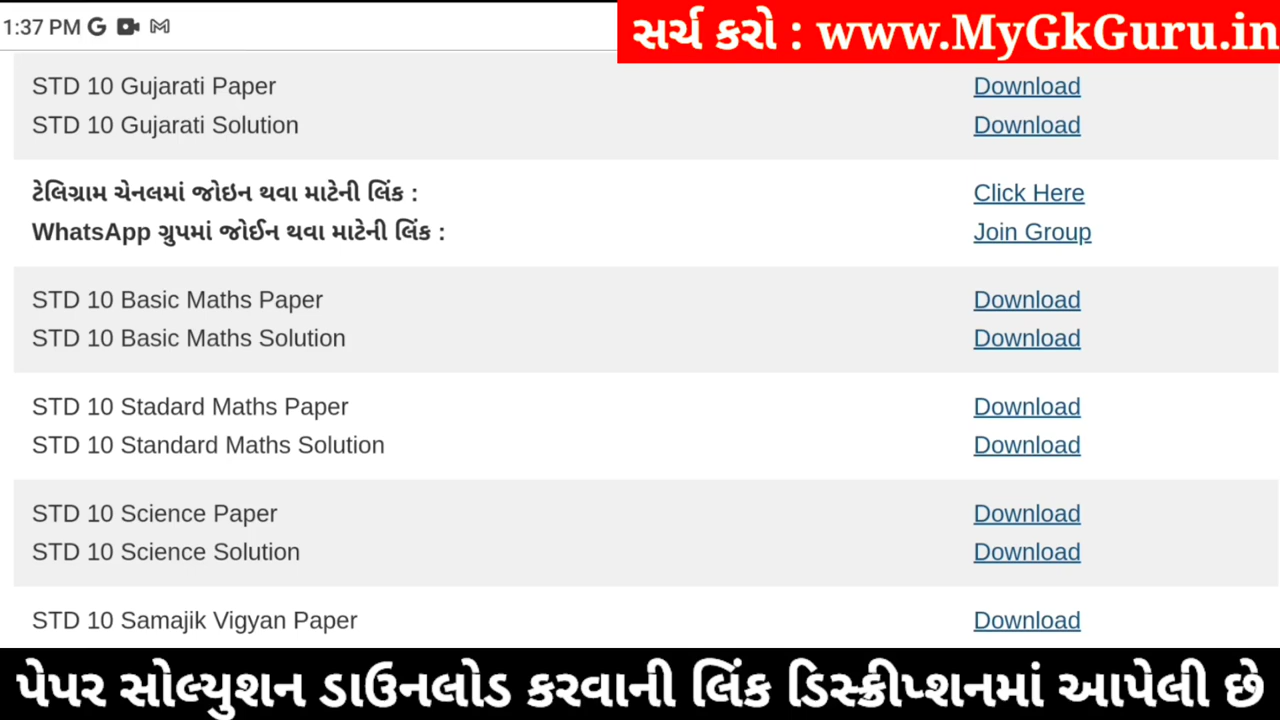 1:37 PM G
સર્ચ કરો : www.MyGkGuru.in
STD 10 Gujarati Paper Download
STD 10 Gujarati Solution Download
ટેલિગ્રામ ચેનલમાં જોઇન થવા માટેની લિંક : Click Here
WhatsApp ગ્રુપમાં જોઈન થવા માટેની લિંક : Join Group
STD 10 Basic Maths Paper Download
STD 10 Basic Maths Solution Download
STD 10 Stadard Maths Paper Download
STD 10 Standard Maths Solution Download
STD 10 Science Paper Download
STD 10 Science Solution Download
STD 10 Samajik Vigyan Paper Download
પેપર સોલ્યુશન ડાઉનલોડ કરવાની લિંક ડિસ્ક્રીપ્શનમાં આપેલી છે